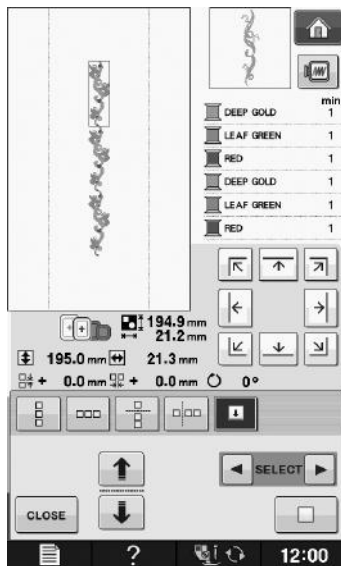 min
DEEP GOLD 1
LEAF GREEN 1
RED 1
DEEP GOLD 1
LEAF GREEN 1
RED 1
194.9 mm
21.2 mm
195.0 mm 21.3 mm
+ 0.0 mm + 0.0 mm 0°
SELECT
CLOSE
? 12:00